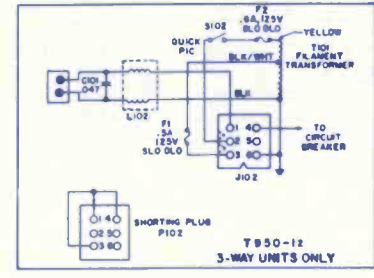 F2
.6A,125V
SLO BLO
S102
YELLOW
QUICK PIC
T101
FILAMENT
TRANSFORMER
BLK/WHT
C101
.047
BLK
L102
F1
.5A
125V
SLO BLO
1 4
2 5
3 6
TO
CIRCUIT
BREAKER
J102
1 4
2 5
3 6
SHORTING PLUG
P102
T950-12
3-WAY UNITS ONLY